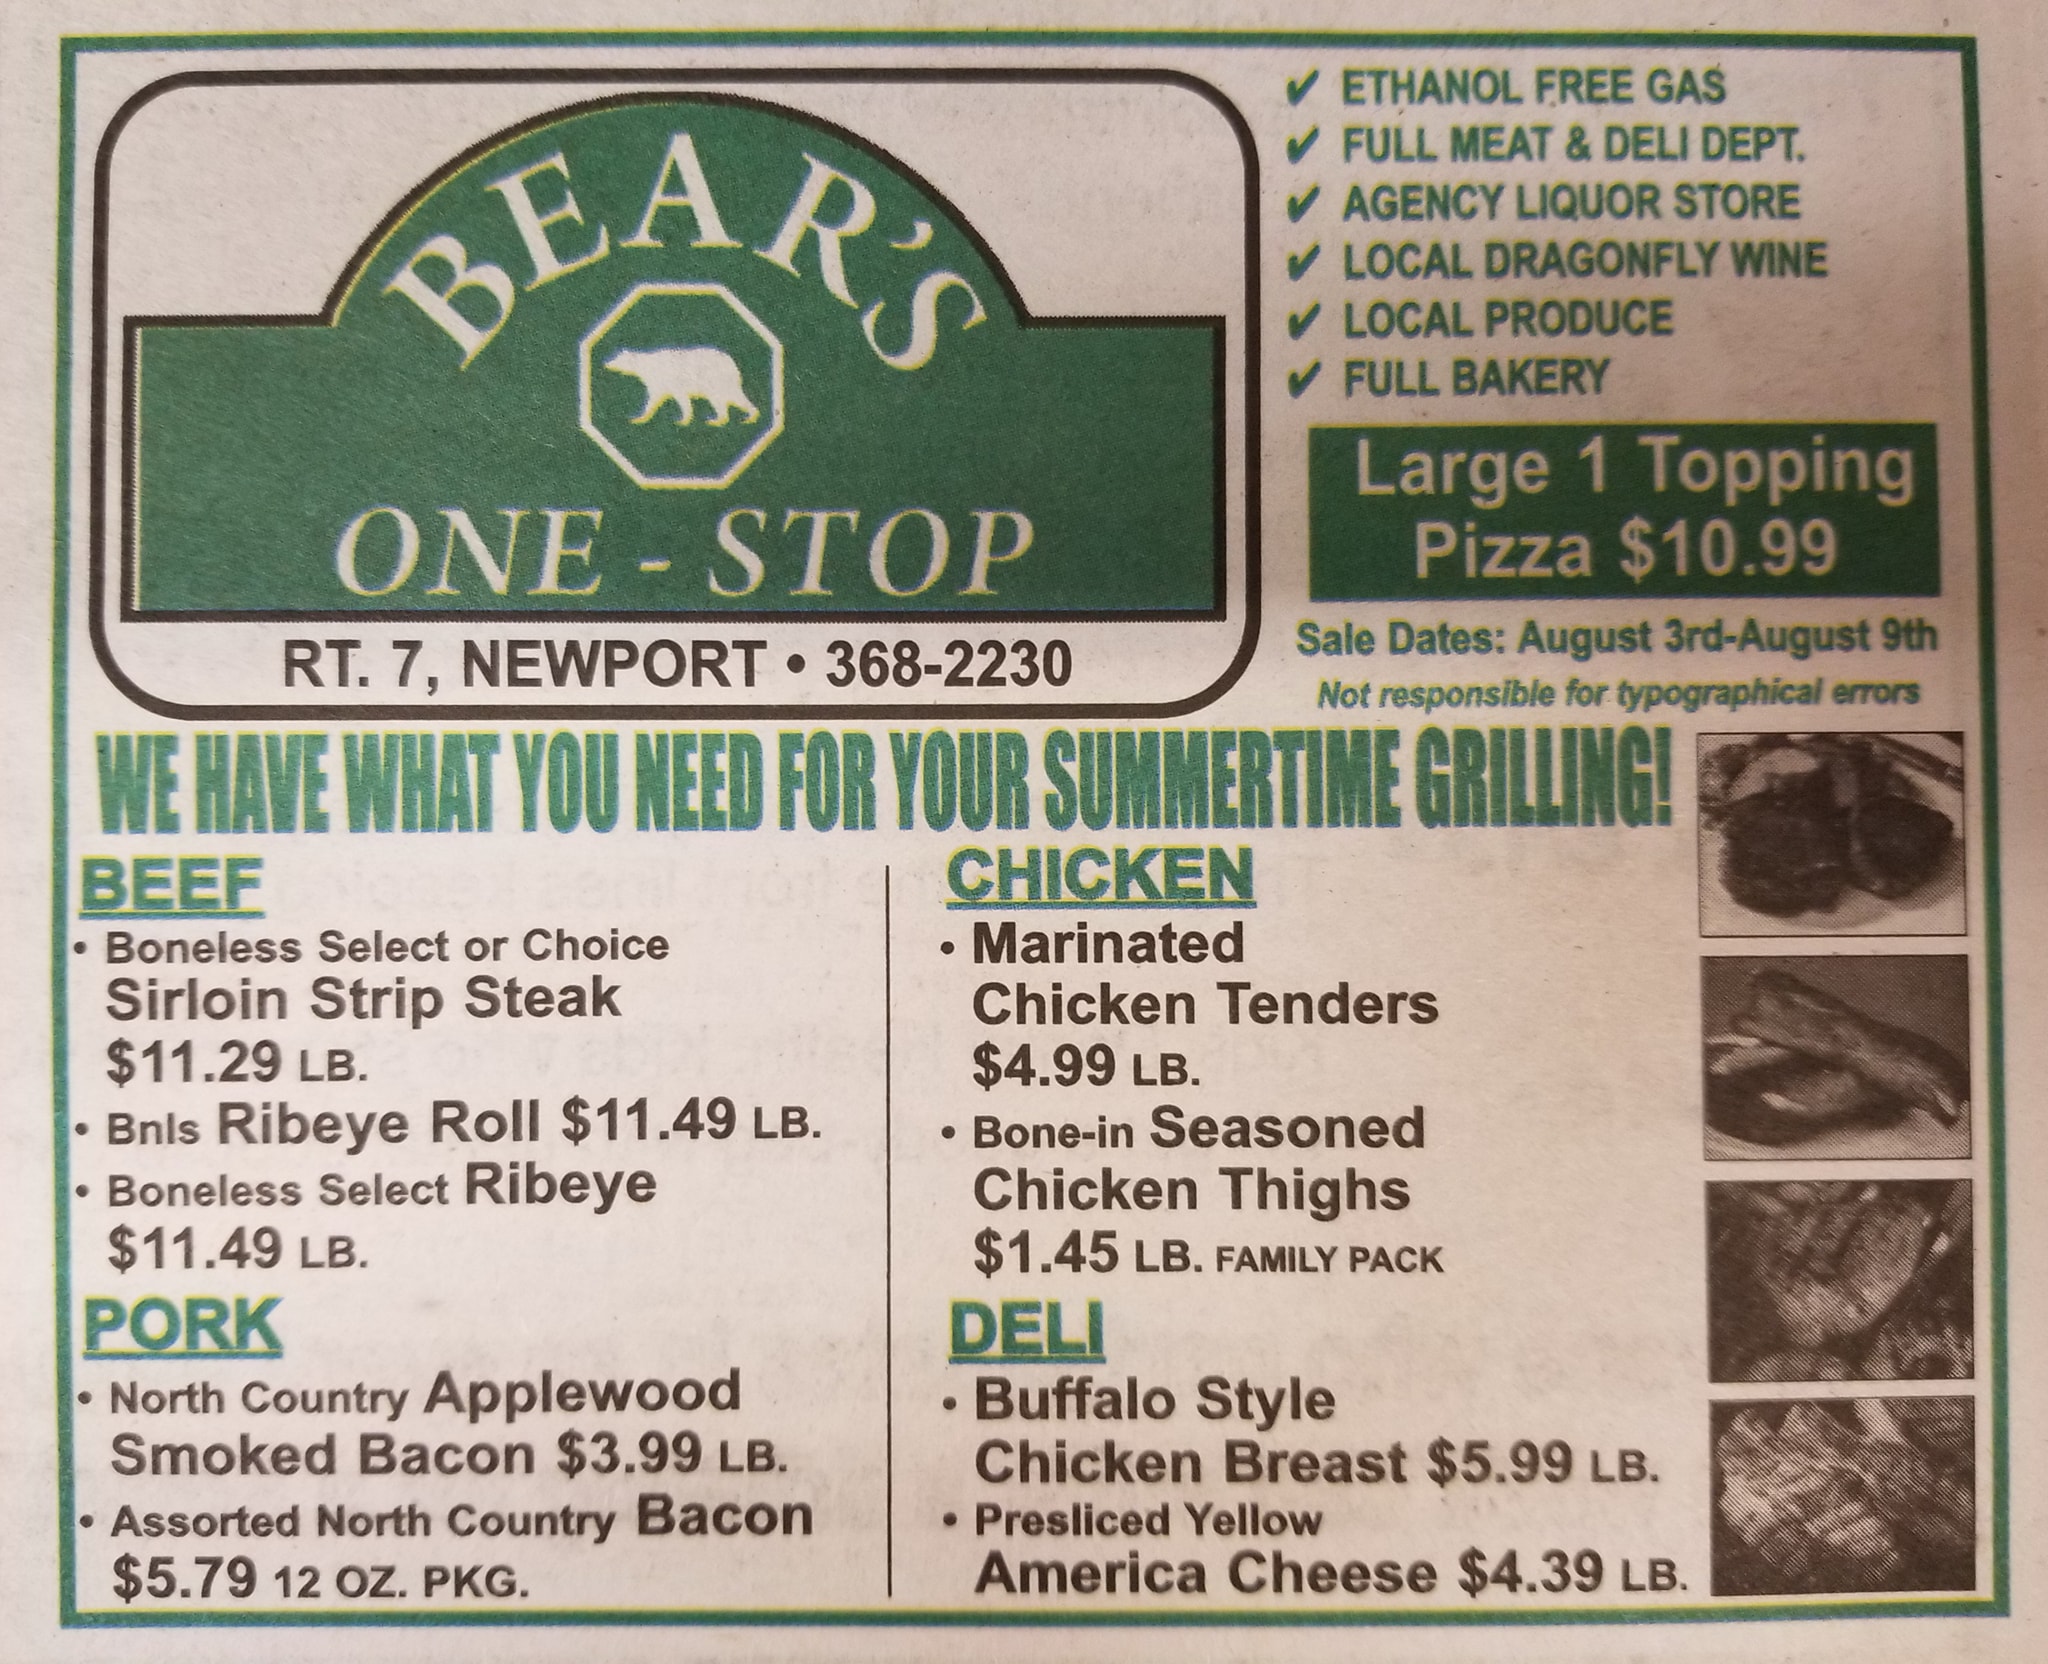 BEAR'S
ONE - STOP
RT. 7, NEWPORT • 368-2230
✔ ETHANOL FREE GAS
✔ FULL MEAT & DELI DEPT.
✔ AGENCY LIQUOR STORE
✔ LOCAL DRAGONFLY WINE
✔ LOCAL PRODUCE
✔ FULL BAKERY
Large 1 Topping
Pizza $10.99
Sale Dates: August 3rd-August 9th
Not responsible for typographical errors
WE HAVE WHAT YOU NEED FOR YOUR SUMMERTIME GRILLING!
BEEF
• Boneless Select or Choice
Sirloin Strip Steak
$11.29 LB.
• Bnls Ribeye Roll $11.49 LB.
• Boneless Select Ribeye
$11.49 LB.
PORK
• North Country Applewood
Smoked Bacon $3.99 LB.
• Assorted North Country Bacon
$5.79 12 OZ. PKG.
CHICKEN
• Marinated
Chicken Tenders
$4.99 LB.
• Bone-in Seasoned
Chicken Thighs
$1.45 LB. FAMILY PACK
DELI
• Buffalo Style
Chicken Breast $5.99 LB.
• Presliced Yellow
America Cheese $4.39 LB.